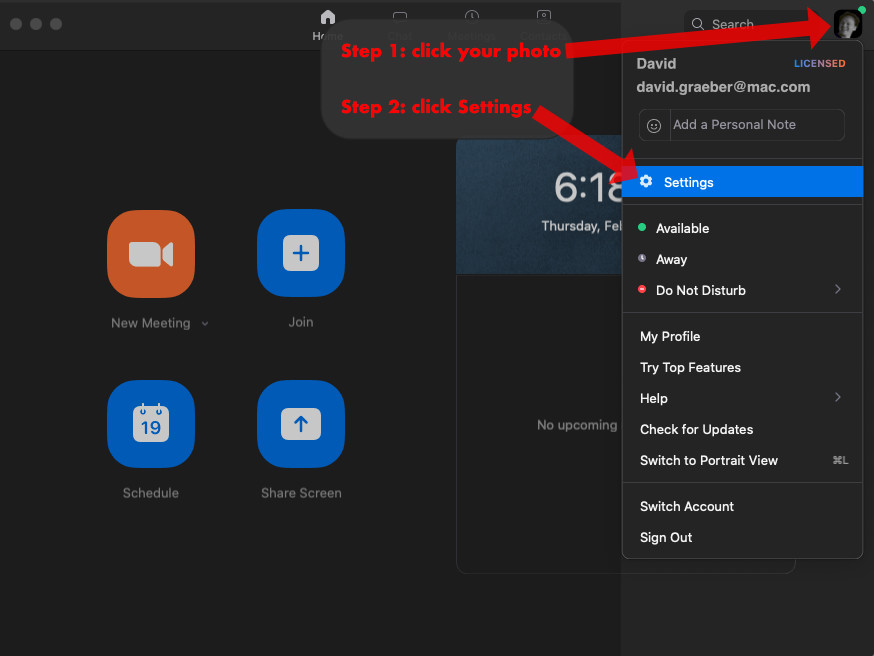 Home
Chat
Search
Step 1: click your photo
Step 2: click Settings
David
LICENSED
david.graeber@mac.com
Add a Personal Note
Settings
6:18
Thursday, Fe
Available
Away
Do Not Disturb
New Meeting
Join
My Profile
Try Top Features
Help
No upcoming
Check for Updates
19
Switch to Portrait View ⌘L
Schedule
Share Screen
Switch Account
Sign Out